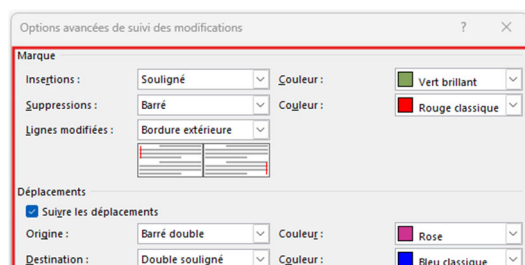 Options avancées de suivi des modifications ? ×
Marque
Insertions : Souligné Couleur : Vert brillant
Suppressions : Barré Couleur : Rouge classique
Lignes modifiées : Bordure extérieure
Déplacements
Suivre les déplacements
Origine : Barré double Couleur : Rose
Destination : Double souligné Couleur : Bleu classique